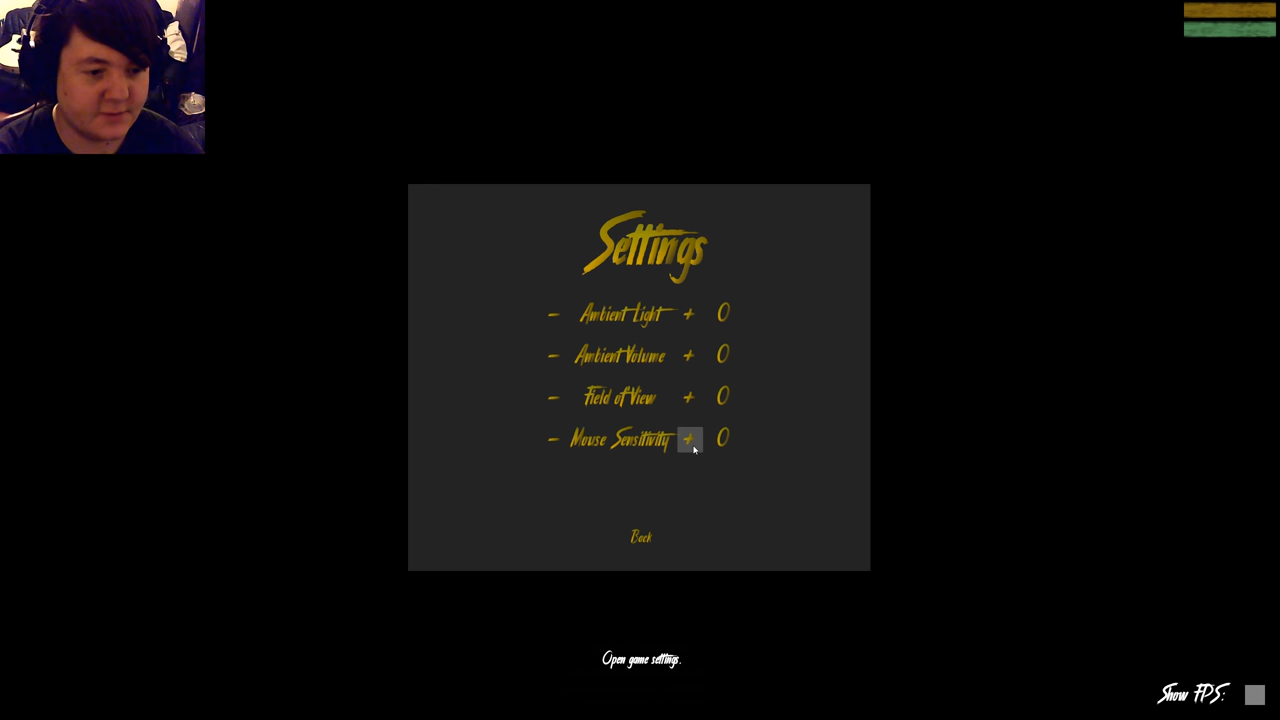 Settings
- Ambient Light + 0
- Ambient Volume + 0
- Field of View + 0
- Mouse Sensitivity + 0
Back
Open game settings.
Show FPS: